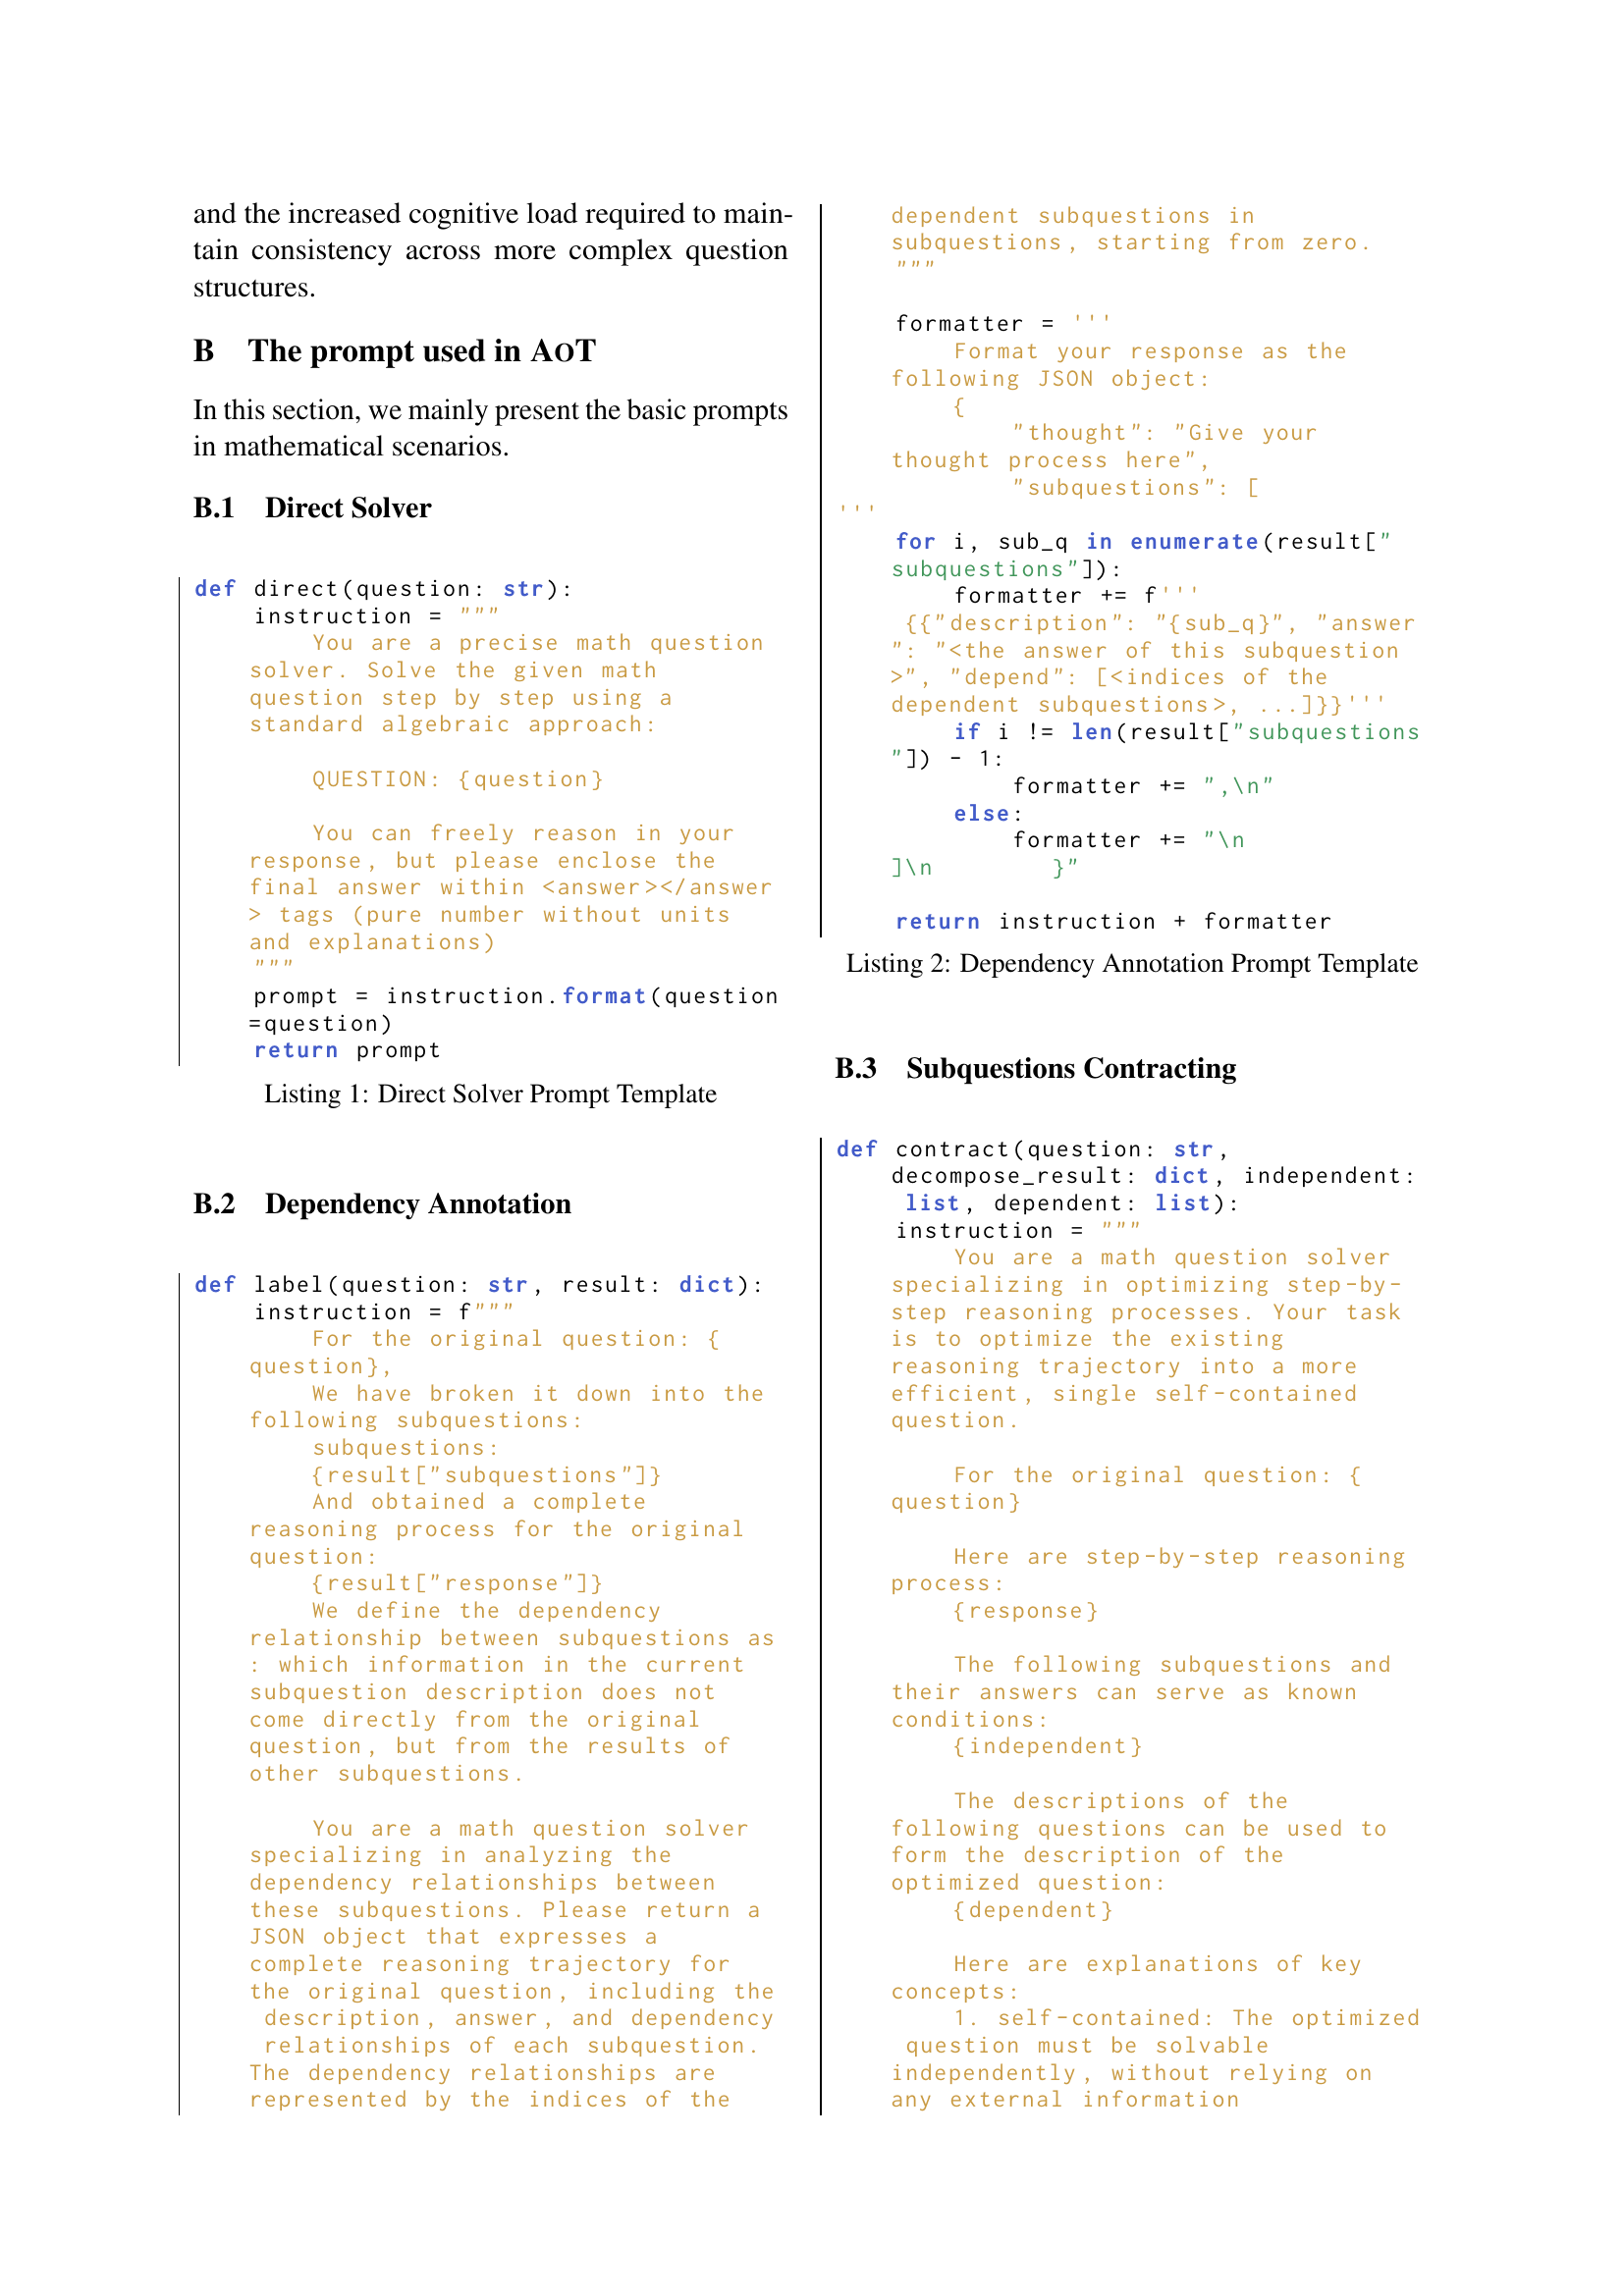 and the increased cognitive load required to main-
tain consistency across more complex question
structures.
B The prompt used in AOT
In this section, we mainly present the basic prompts
in mathematical scenarios.
B.1 Direct Solver
def direct(question: str):
    instruction = """
        You are a precise math question
    solver. Solve the given math
    question step by step using a
    standard algebraic approach:

        QUESTION: {question}

        You can freely reason in your
    response, but please enclose the
    final answer within <answer></answer
    > tags (pure number without units
    and explanations)
    """
    prompt = instruction.format(question
    =question)
    return prompt
Listing 1: Direct Solver Prompt Template
B.2 Dependency Annotation
def label(question: str, result: dict):
    instruction = f"""
        For the original question: {
    question},
        We have broken it down into the
    following subquestions:
        subquestions:
        {result["subquestions"]}
        And obtained a complete
    reasoning process for the original
    question:
        {result["response"]}
        We define the dependency
    relationship between subquestions as
    : which information in the current
    subquestion description does not
    come directly from the original
    question, but from the results of
    other subquestions.

        You are a math question solver
    specializing in analyzing the
    dependency relationships between
    these subquestions. Please return a
    JSON object that expresses a
    complete reasoning trajectory for
    the original question, including the
     description, answer, and dependency
     relationships of each subquestion.
    The dependency relationships are
    represented by the indices of the
    dependent subquestions in
    subquestions, starting from zero.
    """

    formatter = '''
        Format your response as the
    following JSON object:
        {
            "thought": "Give your
    thought process here",
            "subquestions": [
'''
    for i, sub_q in enumerate(result["
    subquestions"]):
        formatter += f'''
     {{"description": "{sub_q}", "answer
    ": "<the answer of this subquestion
    >", "depend": [<indices of the
    dependent subquestions>, ...]}}'''
        if i != len(result["subquestions
    "]) - 1:
            formatter += ",\n"
        else:
            formatter += "\n
    ]\n        }"

    return instruction + formatter
Listing 2: Dependency Annotation Prompt Template
B.3 Subquestions Contracting
def contract(question: str,
    decompose_result: dict, independent:
     list, dependent: list):
    instruction = """
        You are a math question solver
    specializing in optimizing step-by-
    step reasoning processes. Your task
    is to optimize the existing
    reasoning trajectory into a more
    efficient, single self-contained
    question.

        For the original question: {
    question}

        Here are step-by-step reasoning
    process:
        {response}

        The following subquestions and
    their answers can serve as known
    conditions:
        {independent}

        The descriptions of the
    following questions can be used to
    form the description of the
    optimized question:
        {dependent}

        Here are explanations of key
    concepts:
        1. self-contained: The optimized
     question must be solvable
    independently, without relying on
    any external information